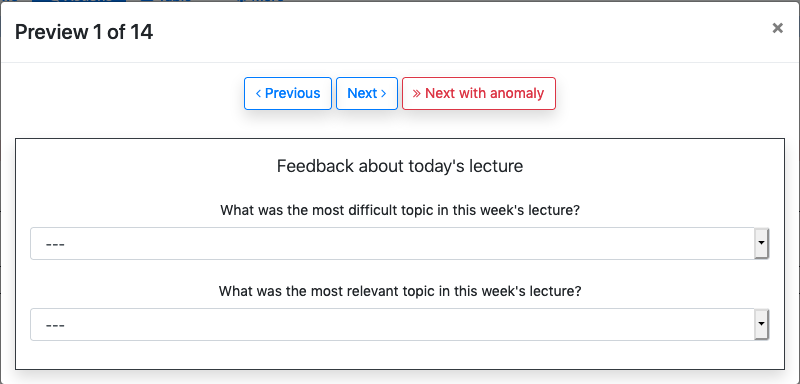 Preview 1 of 14
×
‹ Previous Next › » Next with anomaly
Feedback about today's lecture
What was the most difficult topic in this week's lecture?
---
What was the most relevant topic in this week's lecture?
---